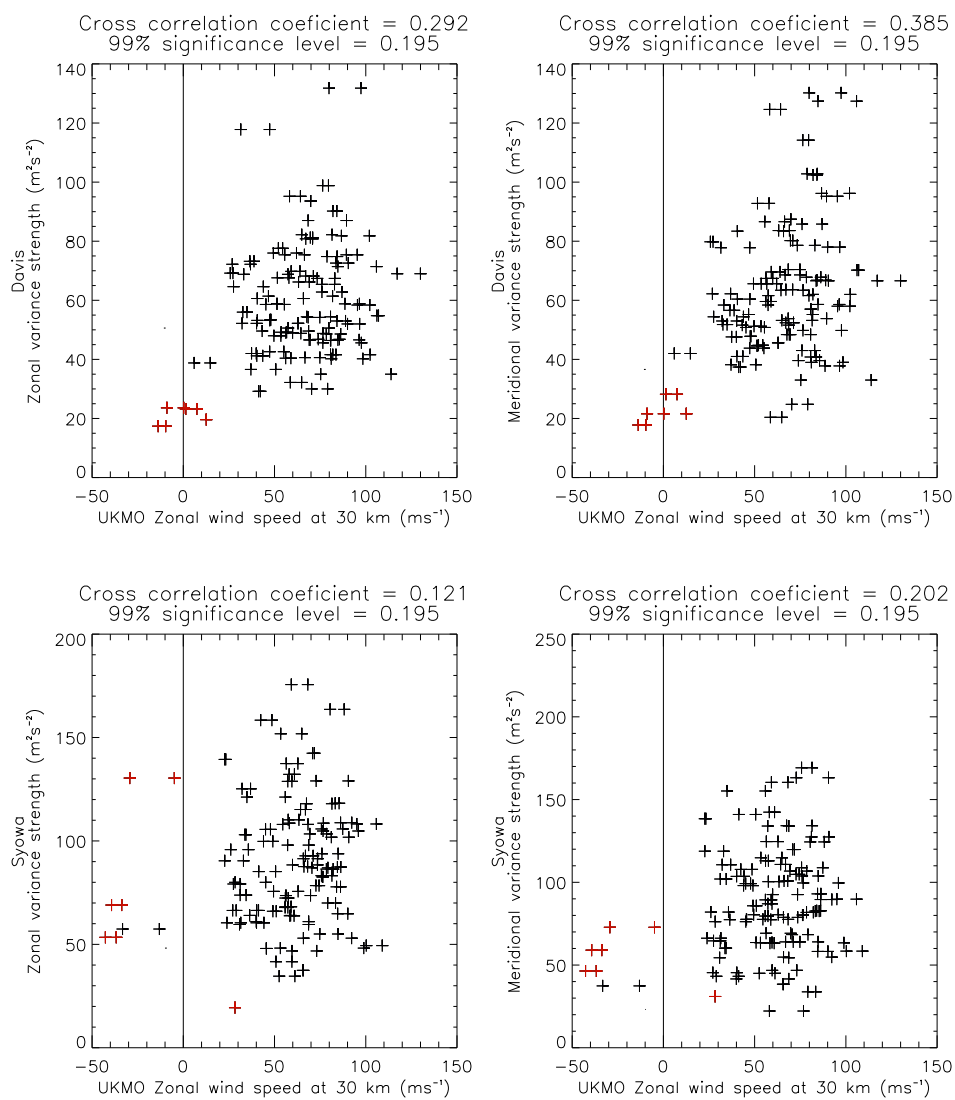 Cross correlation coeficient = 0.292
99% significance level = 0.195
140
120
100
80
60
40
20
0
Davis
Zonal variance strength (m²s⁻²)
−50 0 50 100 150
UKMO Zonal wind speed at 30 km (ms⁻¹)
Cross correlation coeficient = 0.385
99% significance level = 0.195
140
120
100
80
60
40
20
0
Davis
Meridional variance strength (m²s⁻²)
−50 0 50 100 150
UKMO Zonal wind speed at 30 km (ms⁻¹)
Cross correlation coeficient = 0.121
99% significance level = 0.195
200
150
100
50
0
Syowa
Zonal variance strength (m²s⁻²)
−50 0 50 100 150
UKMO Zonal wind speed at 30 km (ms⁻¹)
Cross correlation coeficient = 0.202
99% significance level = 0.195
250
200
150
100
50
0
Syowa
Meridional variance strength (m²s⁻²)
−50 0 50 100 150
UKMO Zonal wind speed at 30 km (ms⁻¹)